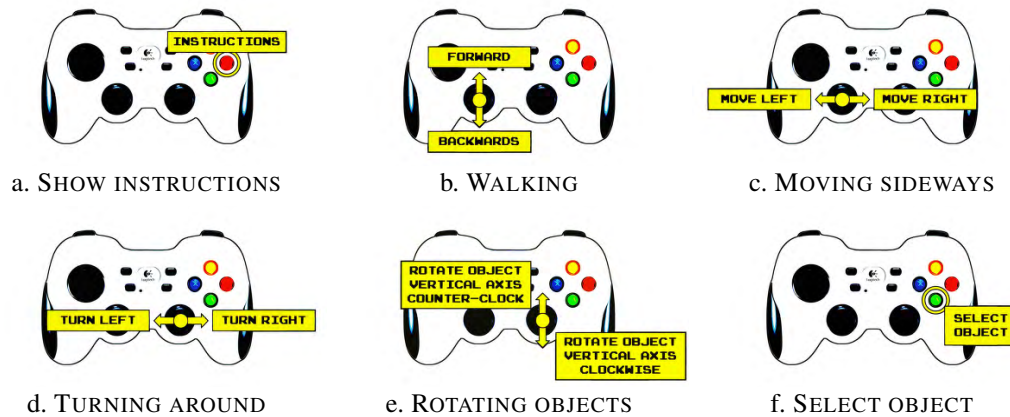 INSTRUCTIONS
a. SHOW INSTRUCTIONS
FORWARD
BACKWARDS
b. WALKING
MOVE LEFT
MOVE RIGHT
c. MOVING SIDEWAYS
TURN LEFT
TURN RIGHT
d. TURNING AROUND
ROTATE OBJECT
VERTICAL AXIS
COUNTER-CLOCK
ROTATE OBJECT
VERTICAL AXIS
CLOCKWISE
e. ROTATING OBJECTS
SELECT
OBJECT
f. SELECT OBJECT